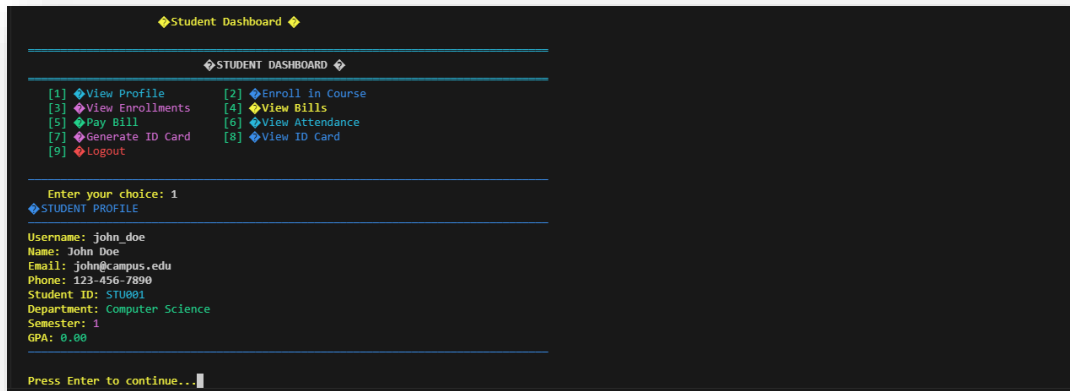 �Student Dashboard �
�STUDENT DASHBOARD �
[1] �View Profile [2] �Enroll in Course
[3] �View Enrollments [4] �View Bills
[5] �Pay Bill [6] �View Attendance
[7] �Generate ID Card [8] �View ID Card
[9] �Logout
Enter your choice: 1
�STUDENT PROFILE
Username: john_doe
Name: John Doe
Email: john@campus.edu
Phone: 123-456-7890
Student ID: STU001
Department: Computer Science
Semester: 1
GPA: 0.00
Press Enter to continue...